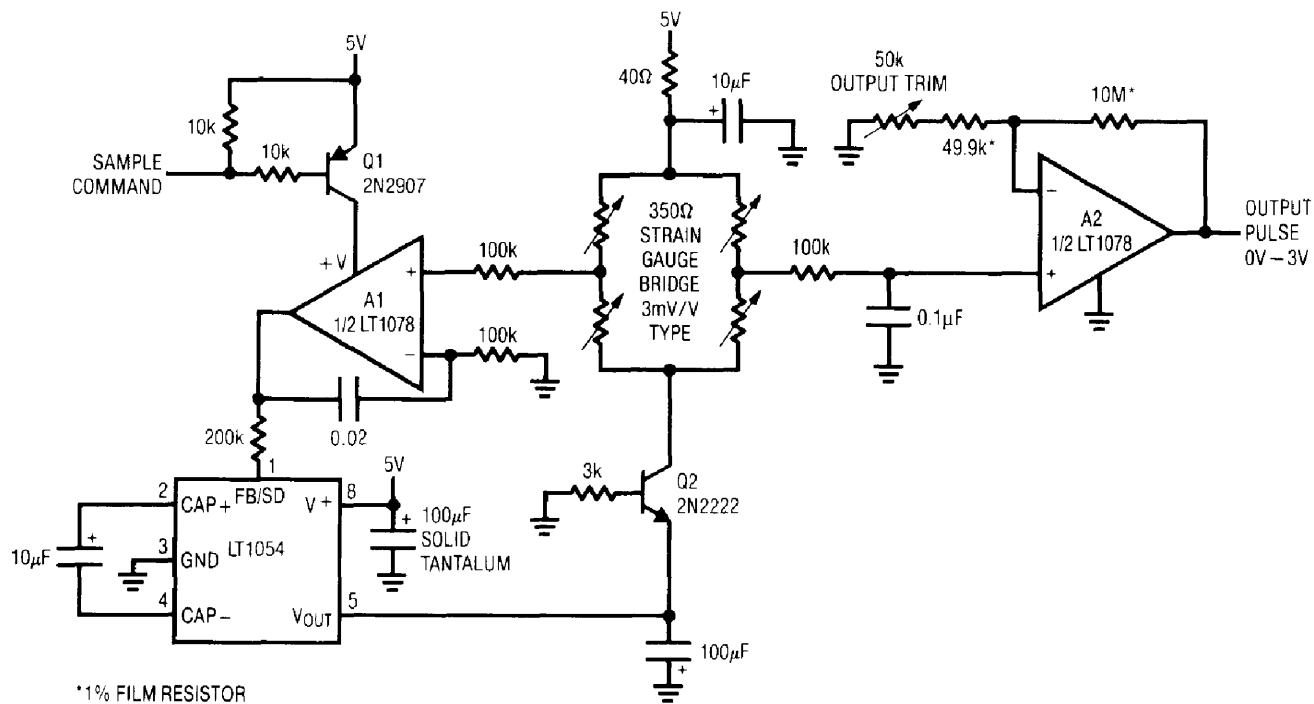 5V
10k
SAMPLE
COMMAND
10k
Q1
2N2907
+V
+
A1
1/2 LT1078
−
100k
100k
0.02
200k
1
FB/SD
2
CAP+
V+
8
5V
+
100µF
SOLID
TANTALUM
10µF
+
3
GND
LT1054
4
CAP−
VOUT
5
*1% FILM RESISTOR
5V
40Ω
10µF
+
350Ω
STRAIN
GAUGE
BRIDGE
3mV/V
TYPE
3k
Q2
2N2222
100µF
+
100k
0.1µF
50k
OUTPUT TRIM
49.9k*
10M*
−
A2
1/2 LT1078
+
OUTPUT
PULSE
0V – 3V